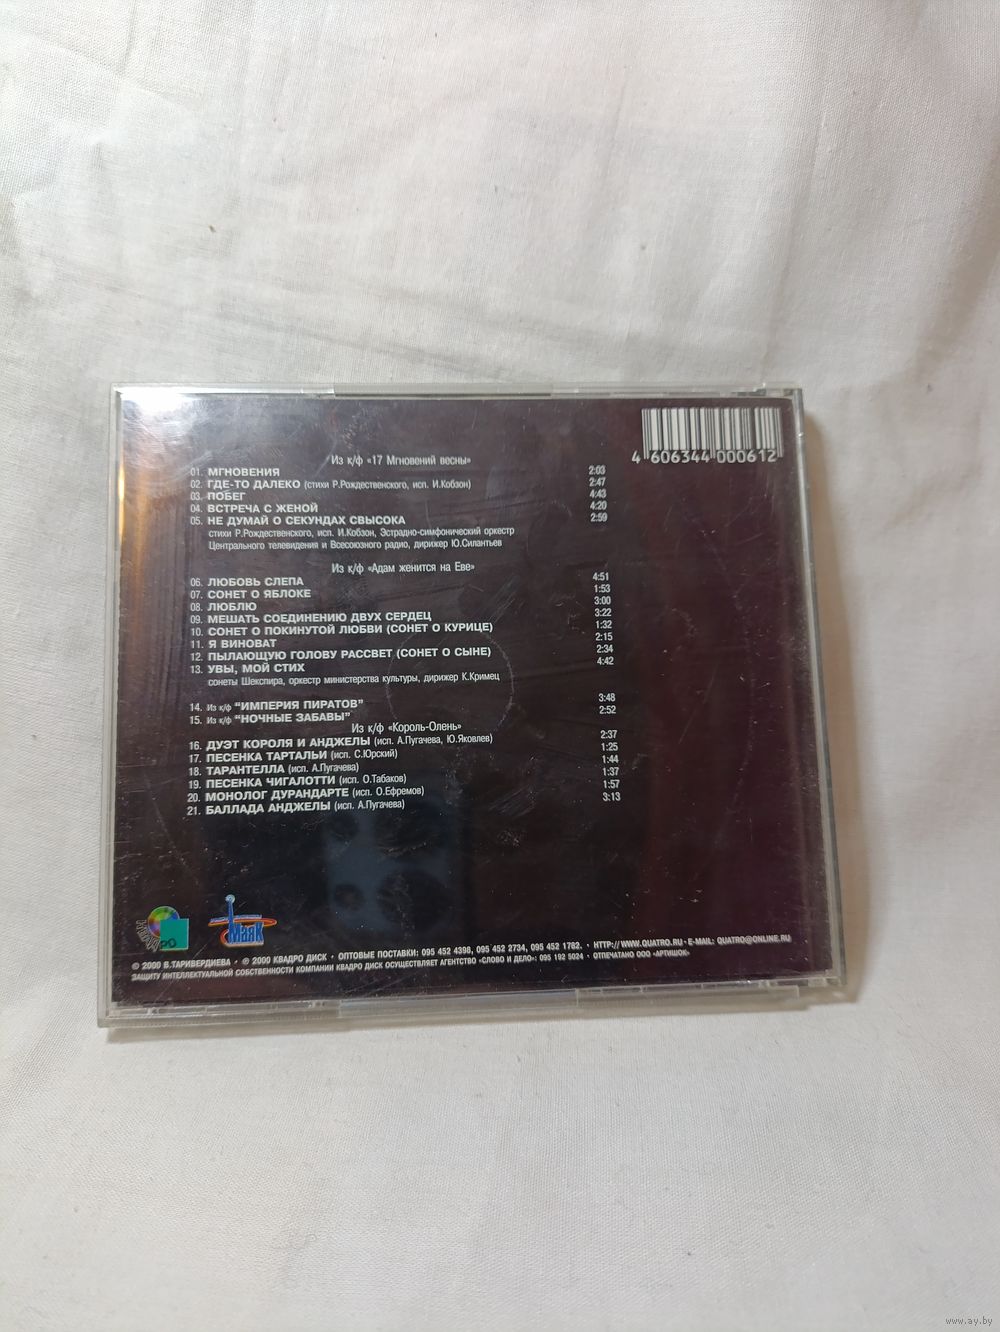 4 606344 000612
Из к/ф «17 Мгновений весны»
01. МГНОВЕНИЯ 2:03
02. ГДЕ-ТО ДАЛЕКО (стихи Р.Рождественского, исп. И.Кобзон) 2:47
03. ПОБЕГ 4:43
04. ВСТРЕЧА С ЖЕНОЙ 4:20
05. НЕ ДУМАЙ О СЕКУНДАХ СВЫСОКА 2:59
стихи Р.Рождественского, исп. И.Кобзон, Эстрадно-симфонический оркестр
Центрального телевидения и Всесоюзного радио, дирижер Ю.Силантьев
Из к/ф «Адам женится на Еве»
06. ЛЮБОВЬ СЛЕПА 4:51
07. СОНЕТ О ЯБЛОКЕ 1:53
08. ЛЮБЛЮ 3:00
09. МЕШАТЬ СОЕДИНЕНИЮ ДВУХ СЕРДЕЦ 3:22
10. СОНЕТ О ПОКИНУТОЙ ЛЮБВИ (СОНЕТ О КУРИЦЕ) 1:32
11. Я ВИНОВАТ 2:15
12. ПЫЛАЮЩУЮ ГОЛОВУ РАССВЕТ (СОНЕТ О СЫНЕ) 2:34
13. УВЫ, МОЙ СТИХ 4:42
сонеты Шекспира, оркестр министерства культуры, дирижер К.Кримец
14. Из к/ф "ИМПЕРИЯ ПИРАТОВ" 3:48
15. Из к/ф "НОЧНЫЕ ЗАБАВЫ" 2:52
Из к/ф «Король-Олень»
16. ДУЭТ КОРОЛЯ И АНДЖЕЛЫ (исп. А.Пугачева, Ю.Яковлев) 2:37
17. ПЕСЕНКА ТАРТАЛЬИ (исп. С.Юрский) 1:25
18. ТАРАНТЕЛЛА (исп. А.Пугачева) 1:44
19. ПЕСЕНКА ЧИГАЛОТТИ (исп. О.Табаков) 1:37
20. МОНОЛОГ ДУРАНДАРТЕ (исп. О.Ефремов) 1:57
21. БАЛЛАДА АНДЖЕЛЫ (исп. А.Пугачева) 3:13
Маяк
© 2000 В.ТАРИВЕРДИЕВА • ℗ 2000 КВАДРО ДИСК • ОПТОВЫЕ ПОСТАВКИ: 095 452 4398, 095 452 2734, 095 452 1782. • HTTP://WWW.QUATRO.RU • E-MAIL: QUATRO@ONLINE.RU
ЗАЩИТУ ИНТЕЛЛЕКТУАЛЬНОЙ СОБСТВЕННОСТИ КОМПАНИИ КВАДРО ДИСК ОСУЩЕСТВЛЯЕТ АГЕНТСТВО «СЛОВО И ДЕЛО»: 095 192 5024 • ОТПЕЧАТАНО ООО «АРТИШОК»
www.ay.by